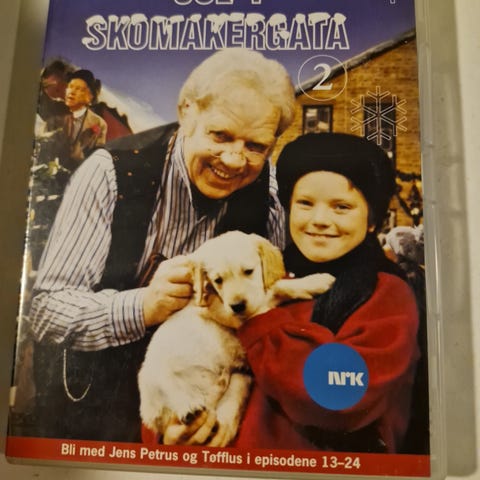 SKOMAKERGATA
2
NRK
Bli med Jens Petrus og Tøfflus i episodene 13–24